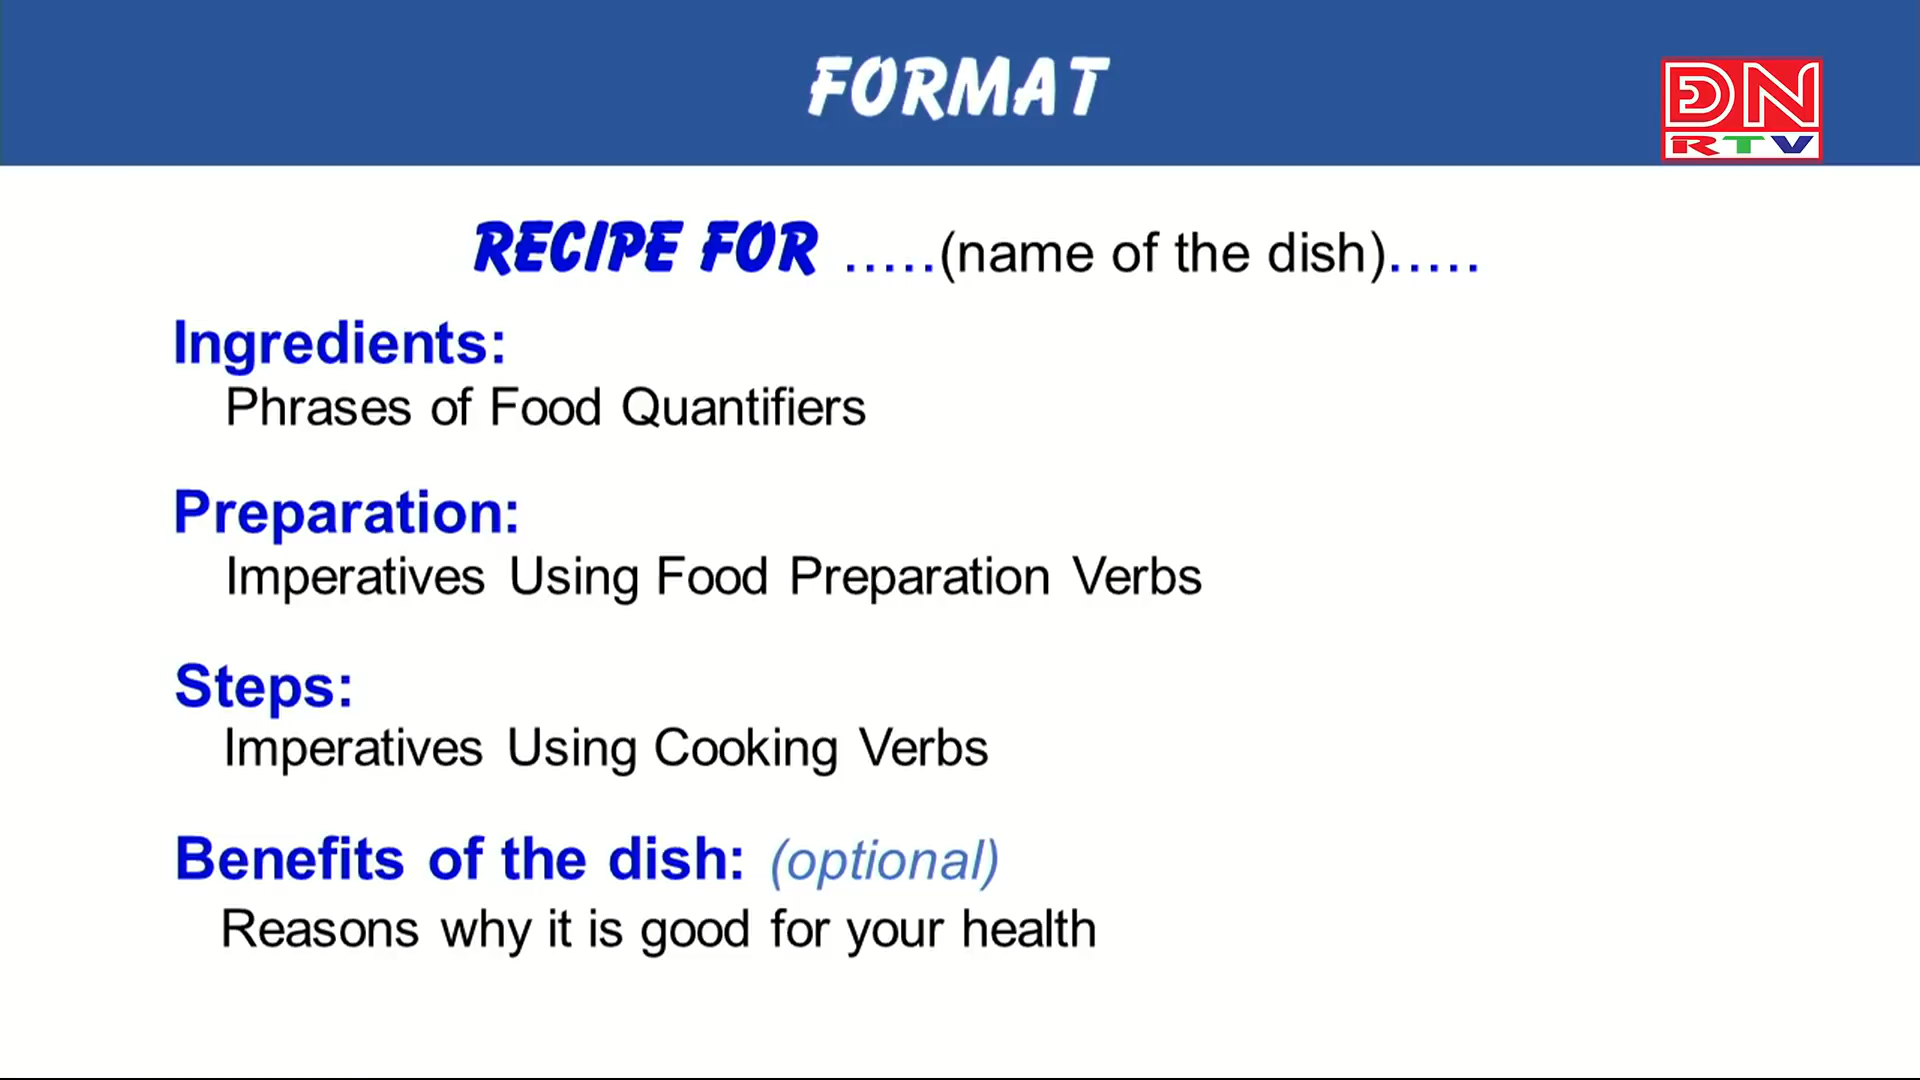 FORMAT
ĐN
RTV
RECIPE FOR .....(name of the dish).....
Ingredients:
Phrases of Food Quantifiers
Preparation:
Imperatives Using Food Preparation Verbs
Steps:
Imperatives Using Cooking Verbs
Benefits of the dish: (optional)
Reasons why it is good for your health